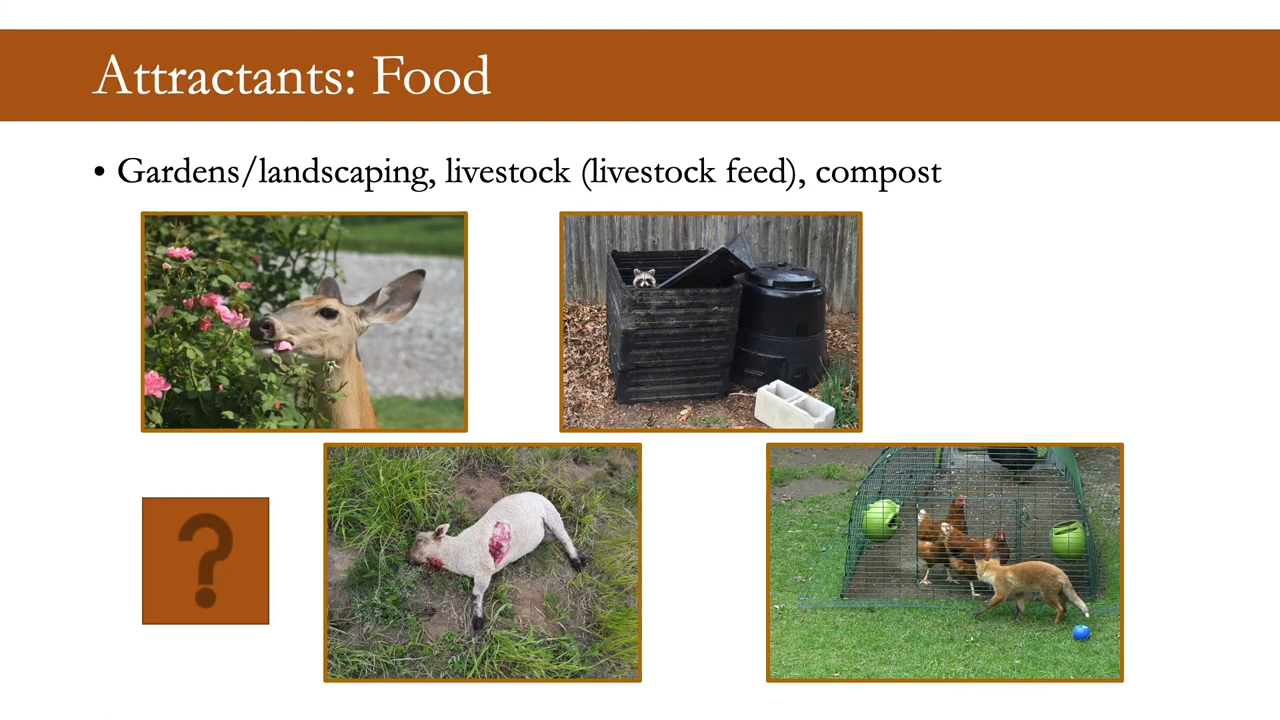 Attractants: Food
• Gardens/landscaping, livestock (livestock feed), compost
?